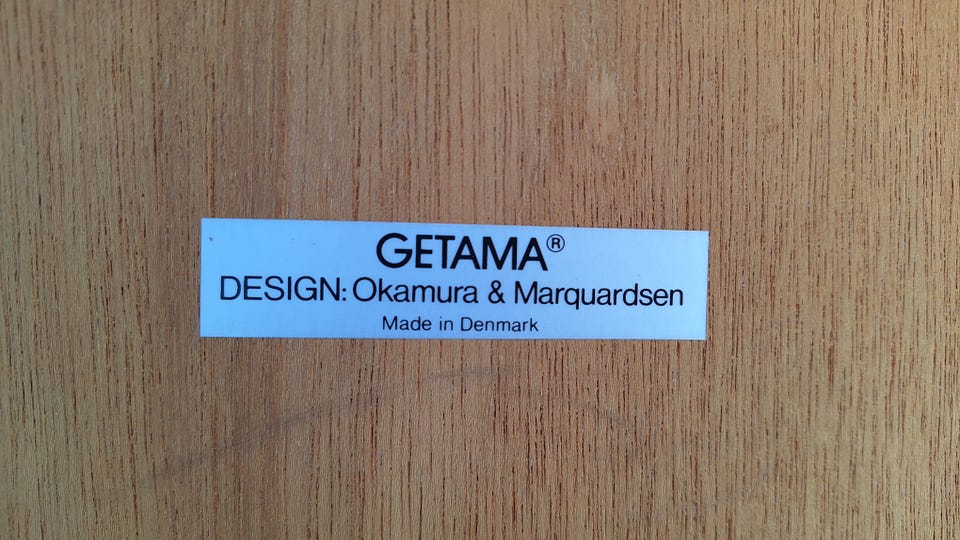 GETAMA®
DESIGN: Okamura & Marquardsen
Made in Denmark